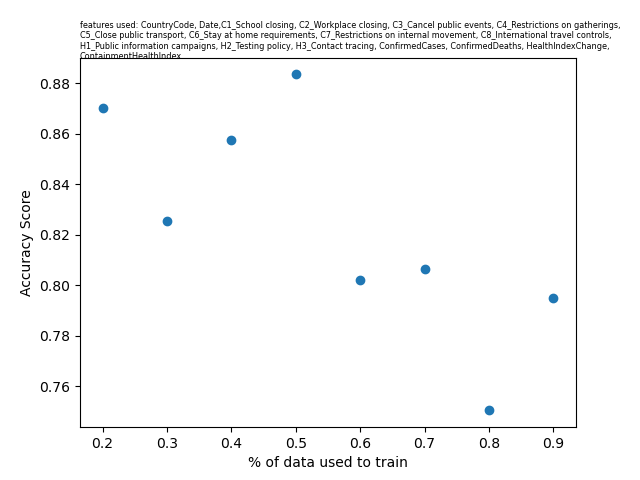 features used: CountryCode, Date,C1_School closing, C2_Workplace closing, C3_Cancel public events, C4_Restrictions on gatherings,
C5_Close public transport, C6_Stay at home requirements, C7_Restrictions on internal movement, C8_International travel controls,
H1_Public information campaigns, H2_Testing policy, H3_Contact tracing, ConfirmedCases, ConfirmedDeaths, HealthIndexChange,
ContainmentHealthIndex
0.88
0.86
0.84
0.82
0.80
0.78
0.76
Accuracy Score
0.2 0.3 0.4 0.5 0.6 0.7 0.8 0.9
% of data used to train